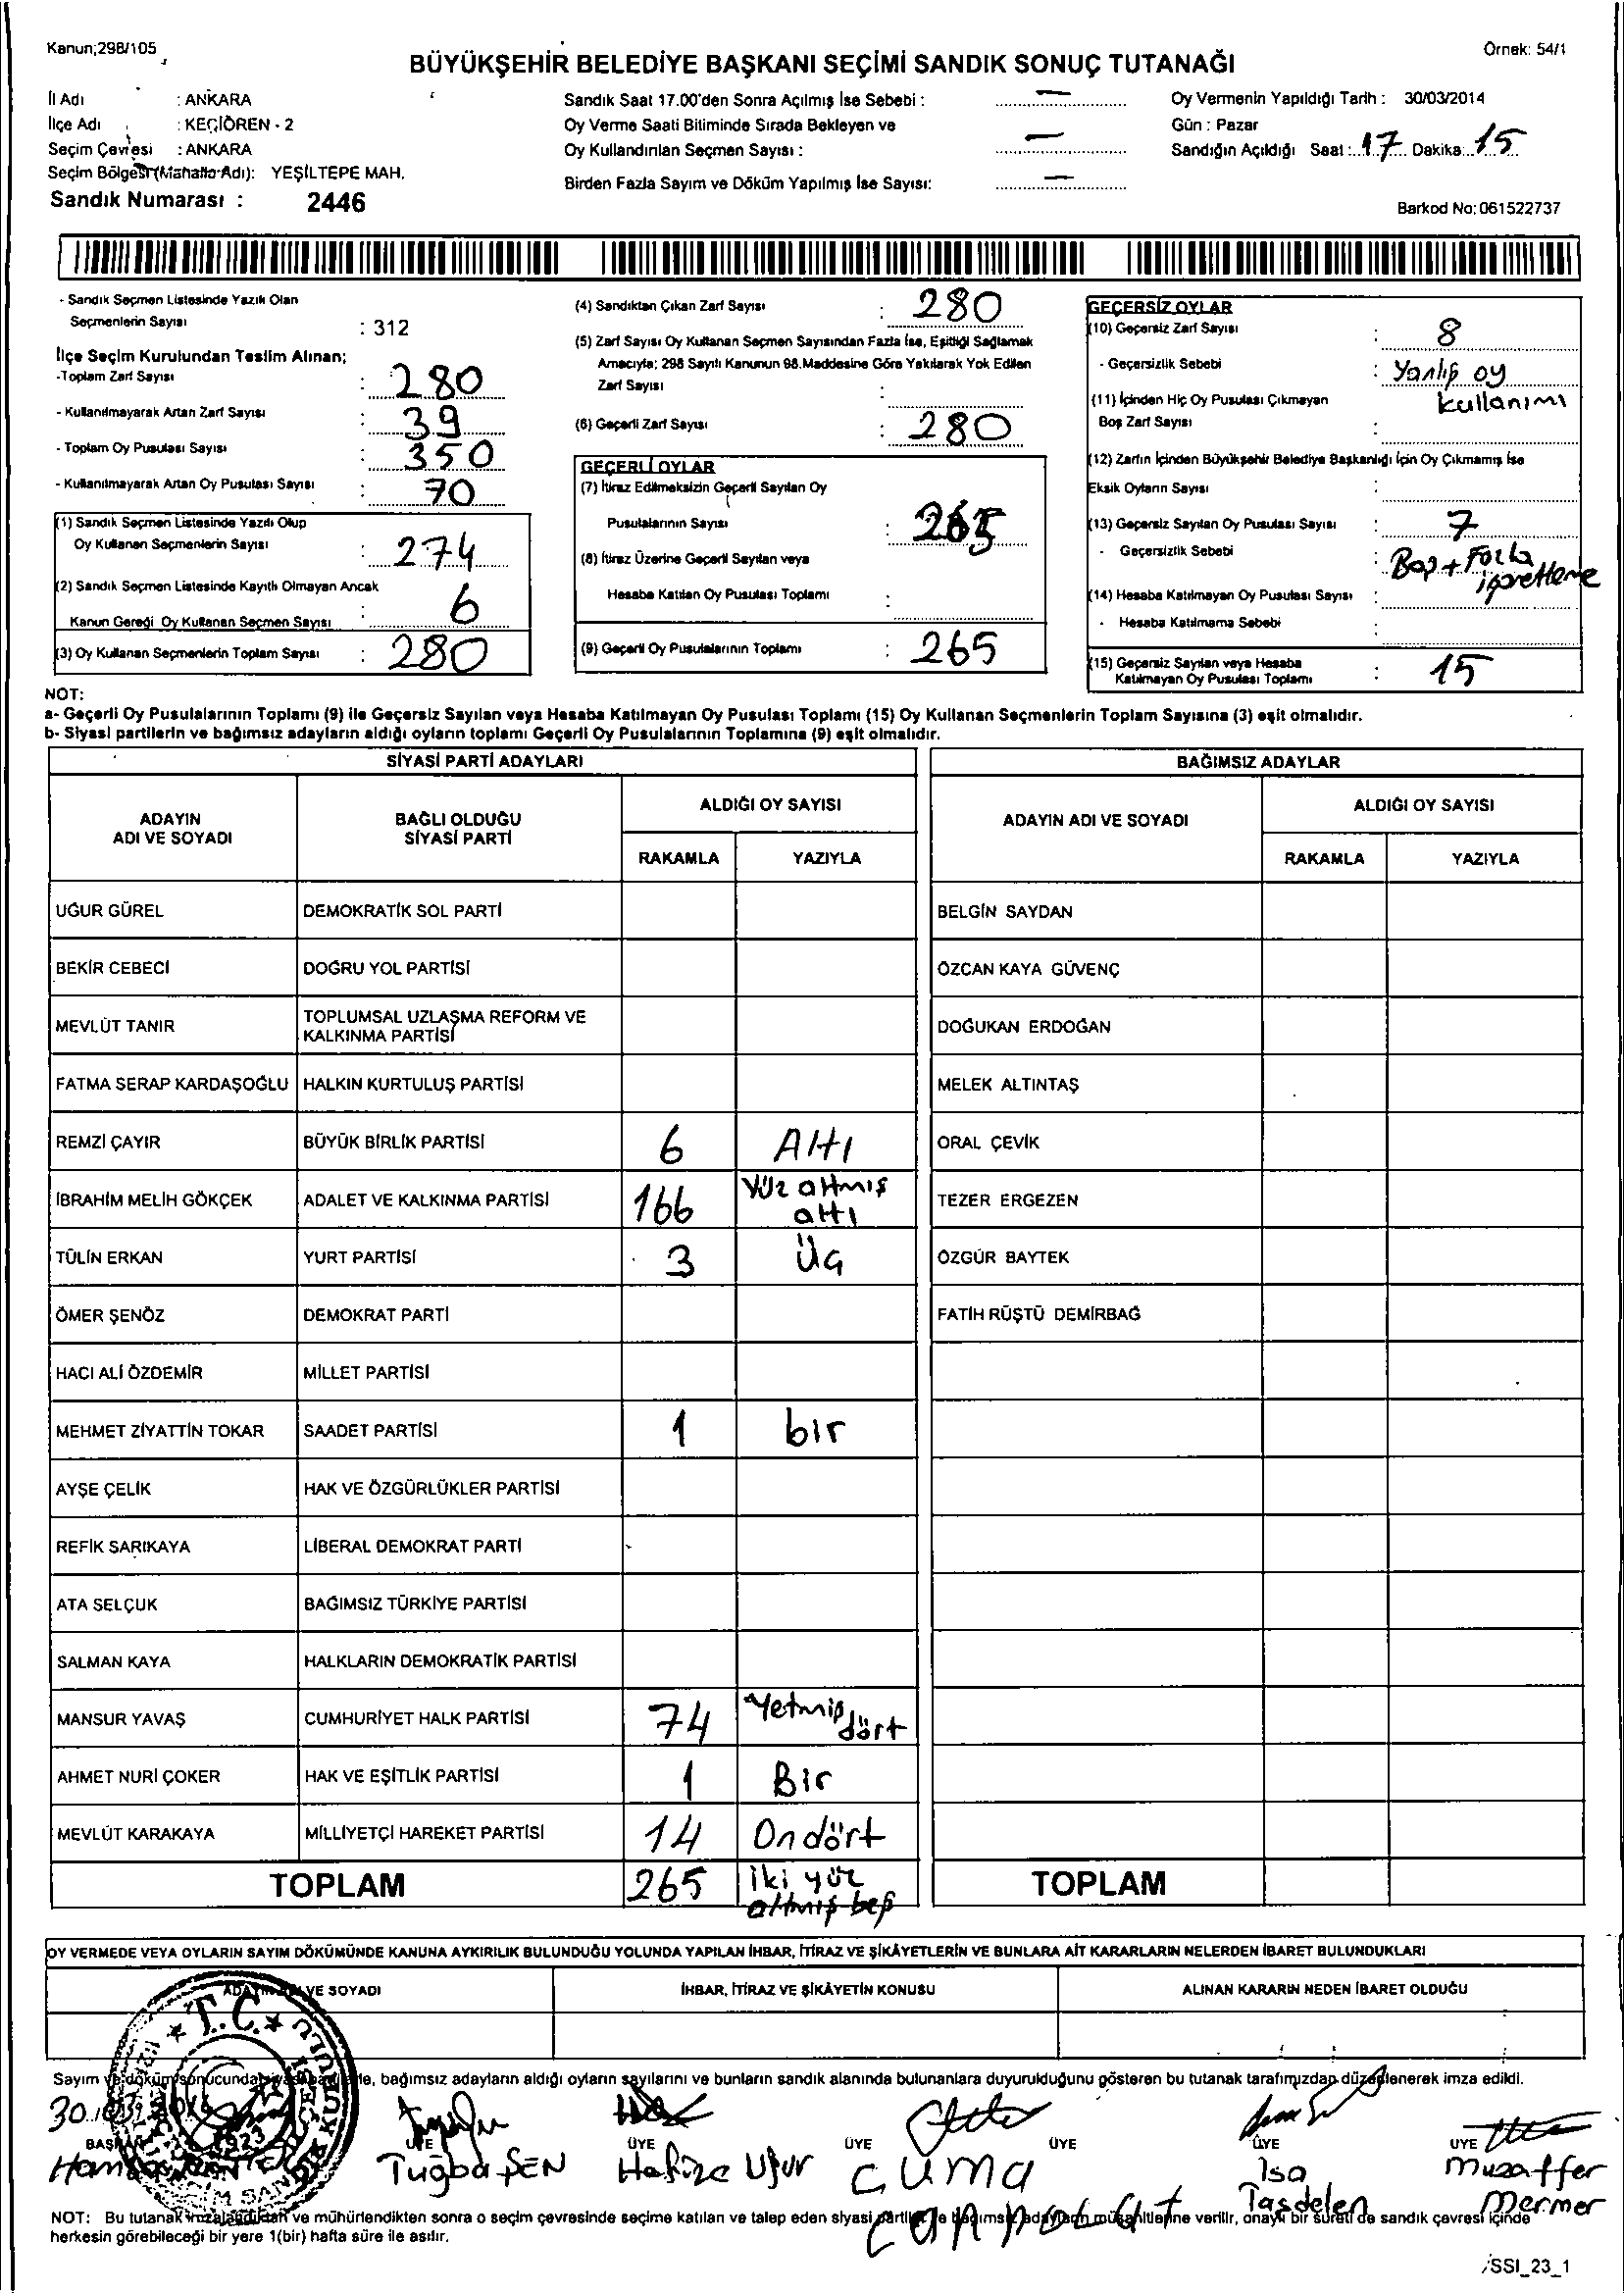 Kanun;298/105
Örnek: 54/1
BÜYÜKŞEHİR BELEDİYE BAŞKANI SEÇİMİ SANDIK SONUÇ TUTANAĞI
İl Adı : ANKARA
İlçe Adı : KEÇİÖREN - 2
Seçim Çevresi : ANKARA
Seçim Bölgesi (Mahalle Adı): YEŞİLTEPE MAH.
Sandık Numarası : 2446
Sandık Saat 17.00'den Sonra Açılmış İse Sebebi : —
Oy Verme Saati Bitiminde Sırada Bekleyen ve
Oy Kullandırılan Seçmen Sayısı : —
Birden Fazla Sayım ve Döküm Yapılmış İse Sayısı: —
Oy Vermenin Yapıldığı Tarih : 30/03/2014
Gün : Pazar
Sandığın Açıldığı Saat : 17 Dakika: 15
Barkod No: 061522737
- Sandık Seçmen Listesinde Yazılı Olan
Seçmenlerin Sayısı : 312
İlçe Seçim Kurulundan Teslim Alınan;
-Toplam Zarf Sayısı : 280
- Kullanılmayarak Artan Zarf Sayısı : 39
- Toplam Oy Pusulası Sayısı : 350
- Kullanılmayarak Artan Oy Pusulası Sayısı : 70
(1) Sandık Seçmen Listesinde Yazılı Olup
Oy Kullanan Seçmenlerin Sayısı : 274
(2) Sandık Seçmen Listesinde Kayıtlı Olmayan Ancak
Kanun Gereği Oy Kullanan Seçmen Sayısı : 6
(3) Oy Kullanan Seçmenlerin Toplam Sayısı : 280
(4) Sandıktan Çıkan Zarf Sayısı : 280
(5) Zarf Sayısı Oy Kullanan Seçmen Sayısından Fazla İse, Eşitliği Sağlamak
Amacıyla; 298 Sayılı Kanunun 98.Maddesine Göre Yakılarak Yok Edilen
Zarf Sayısı :
(6) Geçerli Zarf Sayısı : 280
GEÇERLİ OYLAR
(7) İtiraz Edilmeksizin Geçerli Sayılan Oy
Pusulalarının Sayısı : 265
(8) İtiraz Üzerine Geçerli Sayılan veya
Hesaba Katılan Oy Pusulası Toplamı :
(9) Geçerli Oy Pusulalarının Toplamı : 265
GEÇERSİZ OYLAR
(10) Geçersiz Zarf Sayısı : 8
- Geçersizlik Sebebi : Yanlış oy
kullanımı
(11) İçinden Hiç Oy Pusulası Çıkmayan
Boş Zarf Sayısı :
(12) Zarfın İçinden Büyükşehir Belediye Başkanlığı İçin Oy Çıkmamış İse
Eksik Oyların Sayısı :
(13) Geçersiz Sayılan Oy Pusulası Sayısı : 7
- Geçersizlik Sebebi : Boş + Fazla
işaretleme
(14) Hesaba Katılmayan Oy Pusulası Sayısı :
- Hesaba Katılmama Sebebi :
(15) Geçersiz Sayılan veya Hesaba
Katılmayan Oy Pusulası Toplamı : 15
NOT:
a- Geçerli Oy Pusulalarının Toplamı (9) ile Geçersiz Sayılan veya Hesaba Katılmayan Oy Pusulası Toplamı (15) Oy Kullanan Seçmenlerin Toplam Sayısına (3) eşit olmalıdır.
b- Siyasi partilerin ve bağımsız adayların aldığı oyların toplamı Geçerli Oy Pusulalarının Toplamına (9) eşit olmalıdır.
SİYASİ PARTİ ADAYLARI
ADAYIN
ADI VE SOYADI
BAĞLI OLDUĞU
SİYASİ PARTİ
ALDIĞI OY SAYISI
RAKAMLA YAZIYLA
UĞUR GÜREL DEMOKRATİK SOL PARTİ
BEKİR CEBECİ DOĞRU YOL PARTİSİ
MEVLÜT TANIR TOPLUMSAL UZLAŞMA REFORM VE
KALKINMA PARTİSİ
FATMA SERAP KARDAŞOĞLU HALKIN KURTULUŞ PARTİSİ
REMZİ ÇAYIR BÜYÜK BİRLİK PARTİSİ 6 Altı
İBRAHİM MELİH GÖKÇEK ADALET VE KALKINMA PARTİSİ 166 Yüz altmış
altı
TÜLİN ERKAN YURT PARTİSİ 3 Üç
ÖMER ŞENÖZ DEMOKRAT PARTİ
HACI ALİ ÖZDEMİR MİLLET PARTİSİ
MEHMET ZİYATTİN TOKAR SAADET PARTİSİ 1 bir
AYŞE ÇELİK HAK VE ÖZGÜRLÜKLER PARTİSİ
REFİK SARIKAYA LİBERAL DEMOKRAT PARTİ
ATA SELÇUK BAĞIMSIZ TÜRKİYE PARTİSİ
SALMAN KAYA HALKLARIN DEMOKRATİK PARTİSİ
MANSUR YAVAŞ CUMHURİYET HALK PARTİSİ 74 Yetmiş
dört
AHMET NURİ ÇOKER HAK VE EŞİTLİK PARTİSİ 1 Bir
MEVLÜT KARAKAYA MİLLİYETÇİ HAREKET PARTİSİ 14 On dört
TOPLAM 265 iki yüz
altmış beş
BAĞIMSIZ ADAYLAR
ADAYIN ADI VE SOYADI
ALDIĞI OY SAYISI
RAKAMLA YAZIYLA
BELGİN SAYDAN
ÖZCAN KAYA GÜVENÇ
DOĞUKAN ERDOĞAN
MELEK ALTINTAŞ
ORAL ÇEVİK
TEZER ERGEZEN
ÖZGÜR BAYTEK
FATİH RÜŞTÜ DEMİRBAĞ
TOPLAM
OY VERMEDE VEYA OYLARIN SAYIM DÖKÜMÜNDE KANUNA AYKIRILIK BULUNDUĞU YOLUNDA YAPILAN İHBAR, İTİRAZ VE ŞİKÂYETLERİN VE BUNLARA AİT KARARLARIN NELERDEN İBARET BULUNDUKLARI
VE SOYADI
İHBAR, İTİRAZ VE ŞİKÂYETİN KONUSU
ALINAN KARARIN NEDEN İBARET OLDUĞU
T.C.
Sayım ve döküm sonucunda bağımsız adayların aldığı oyların sayılarını ve bunların sandık alanında bulunanlara duyurulduğunu gösteren bu tutanak tarafımızdan düzenlenerek imza edildi.
ÜYE ÜYE ÜYE ÜYE ÜYE ÜYE
Tuğba ŞEN
Hafize Uğur
Cuma
CANPOLAT
İsa
Taşdelen
Muzaffer
Mermer
NOT: Bu tutanak imzalandıktan ve mühürlendikten sonra o seçim çevresinde seçime katılan ve talep eden siyasi partiler ve bağımsız adayların müşahitlerine verilir, onaylı bir sureti de sandık çevresi içinde
herkesin görebileceği bir yere 1(bir) hafta süre ile asılır.
SSI_23_1